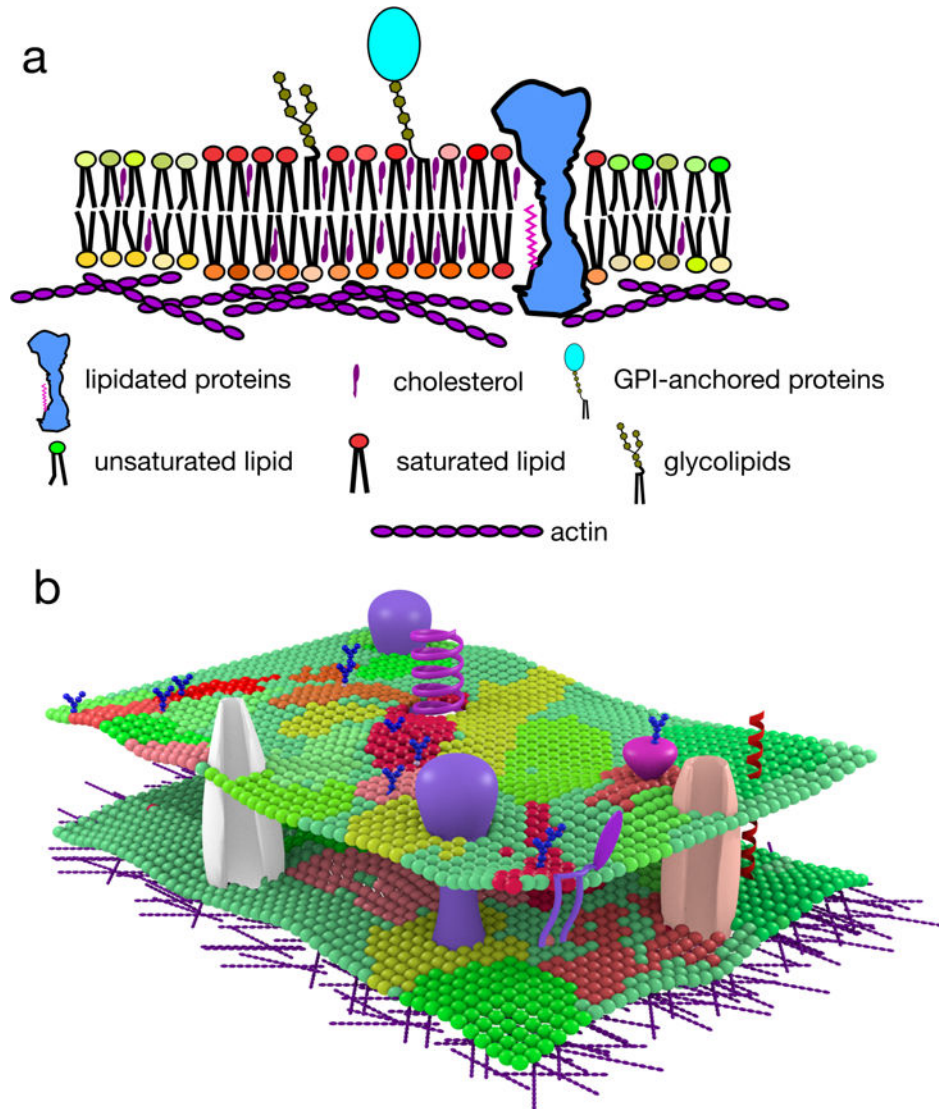 a
lipidated proteins
cholesterol
GPI-anchored proteins
unsaturated lipid
saturated lipid
glycolipids
actin
b